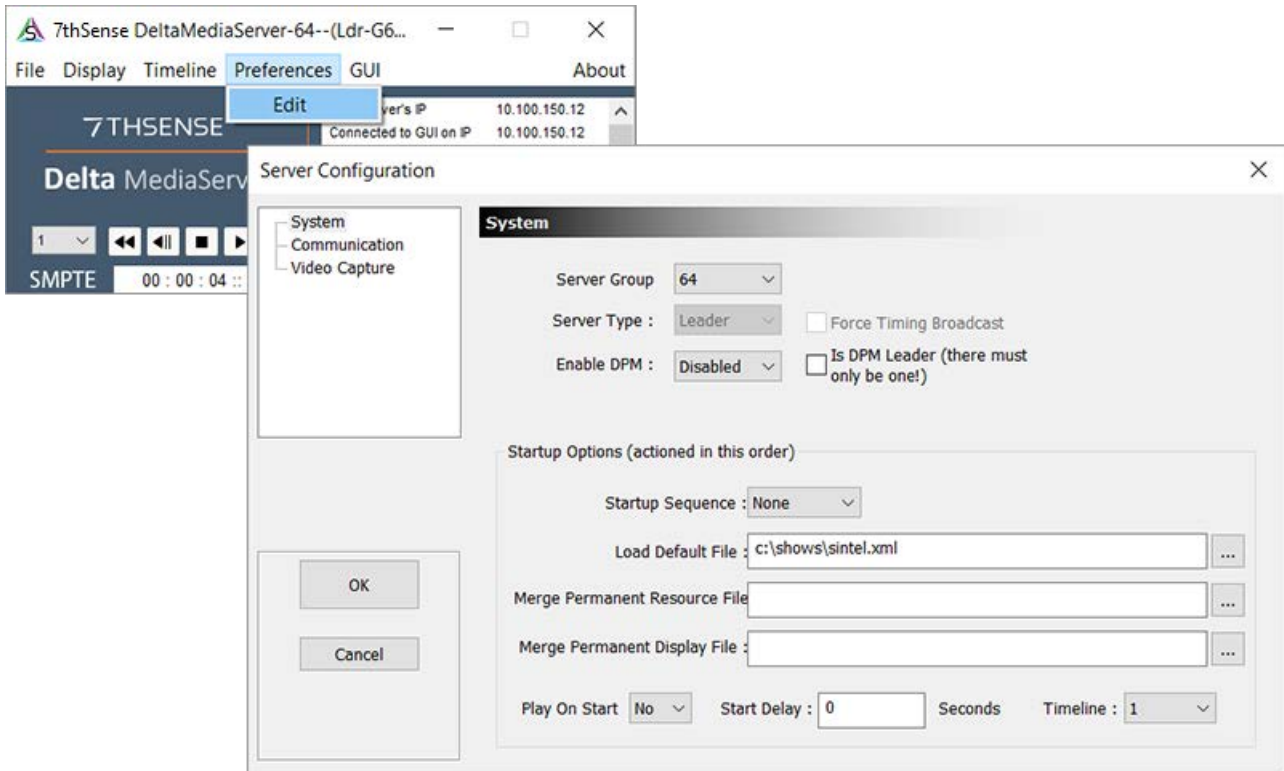 7thSense DeltaMediaServer-64--(Ldr-G6...
File Display Timeline Preferences GUI About
Edit
ver's IP 10.100.150.12
Connected to GUI on IP 10.100.150.12
7THSENSE
Delta MediaServ
1
SMPTE 00 : 00 : 04 ::
Server Configuration
System
Communication
Video Capture
OK
Cancel
System
Server Group 64
Server Type : Leader Force Timing Broadcast
Enable DPM : Disabled Is DPM Leader (there must
only be one!)
Startup Options (actioned in this order)
Startup Sequence : None
Load Default File : c:\shows\sintel.xml ...
Merge Permanent Resource File ...
Merge Permanent Display File : ...
Play On Start No Start Delay : 0 Seconds Timeline : 1